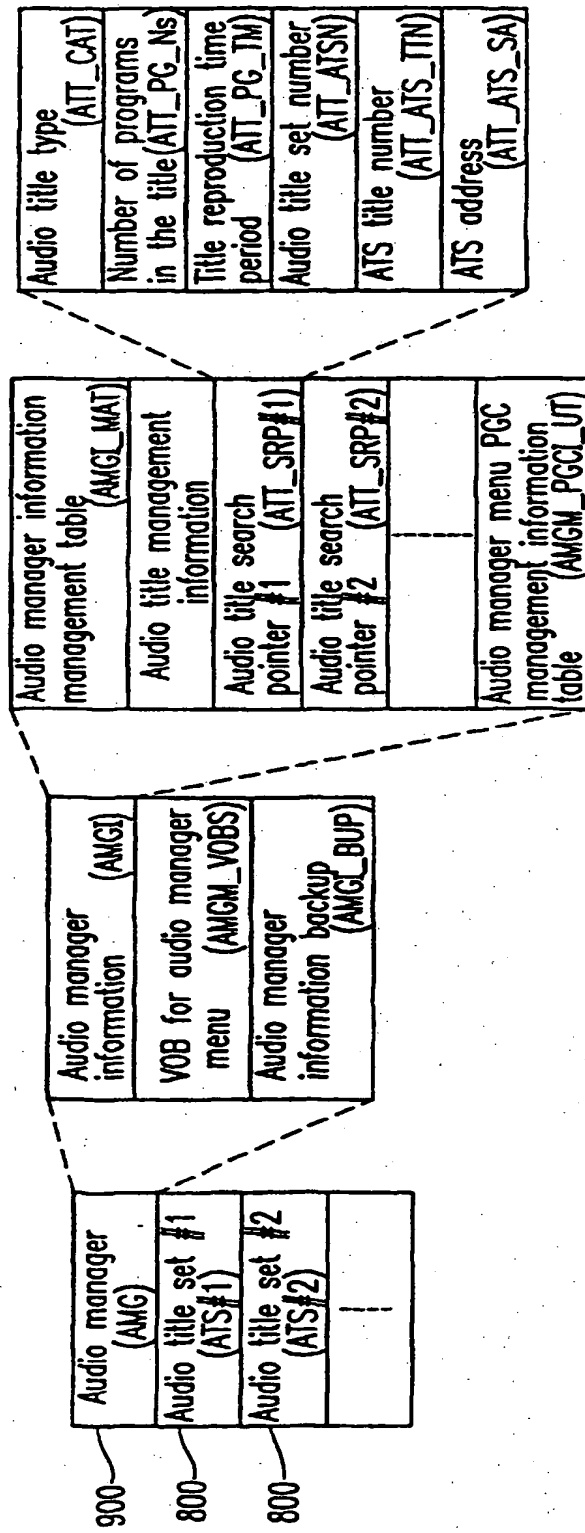 900
800
800
Audio manager
(AMG)
Audio title set #1
(ATS#1)
Audio title set #2
(ATS#2)
Audio manager
information (AMGI)
VOB for audio manager
menu (AMGM_VOBS)
Audio manager
information backup
(AMGI_BUP)
Audio manager information
management table
(AMGI_MAT)
Audio title management
information
Audio title search
pointer #1 (ATT_SRP#1)
Audio title search
pointer #2 (ATT_SRP#2)
Audio manager menu PGC
management information
table (AMGM_PGCI_UT)
Audio title type
(ATT_CAT)
Number of programs
in the title(ATT_PG_Ns)
Title reproduction time
period (ATT_PG_TM)
Audio title set number
(ATT_ATSN)
ATS title number
(ATT_ATS_TTN)
ATS address
(ATT_ATS_SA)